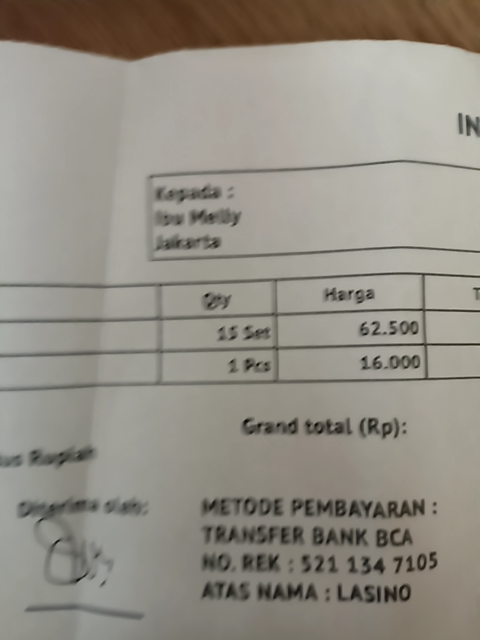 IN
Kepada :
Ibu Melly
Jakarta
Qty Harga T
15 Set 62.500
1 Pcs 16.000
Grand total (Rp):
us Rupiah
Diterima oleh:
METODE PEMBAYARAN :
TRANSFER BANK BCA
NO. REK : 521 134 7105
ATAS NAMA : LASINO